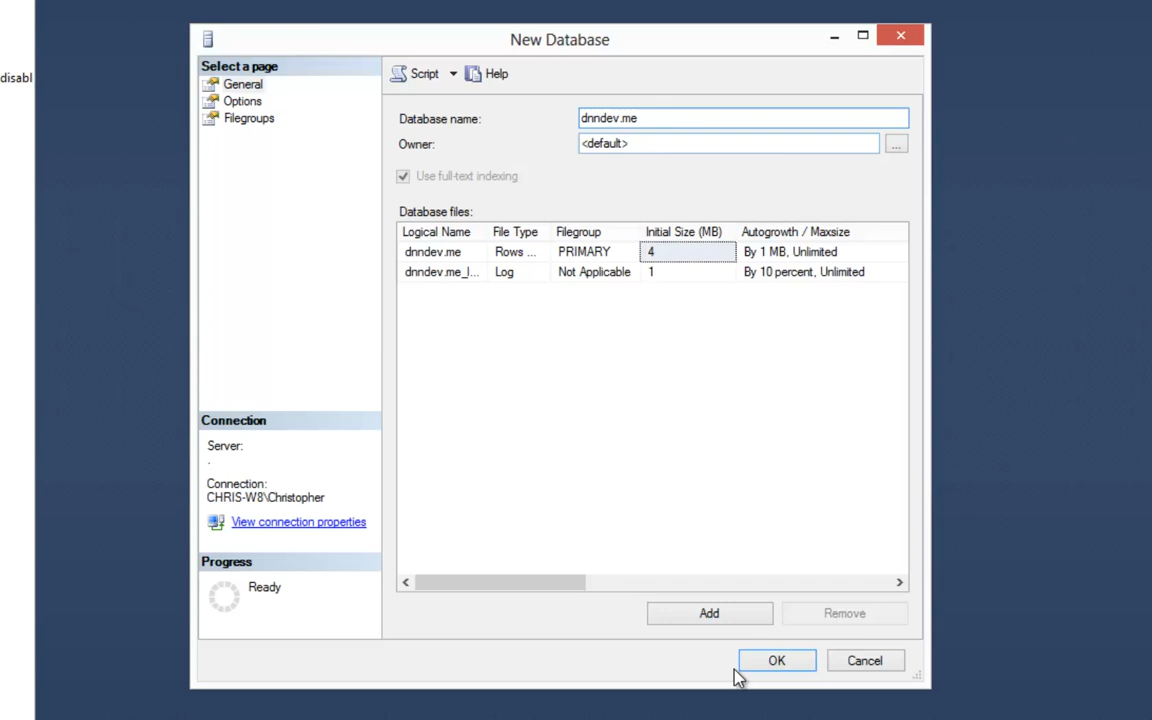 New Database
disabl
Select a page
General
Options
Filegroups
Script
Help
Database name:
dnndev.me
Owner:
<default>
...
Use full-text indexing
Database files:
Logical Name File Type Filegroup Initial Size (MB) Autogrowth / Maxsize
dnndev.me Rows ... PRIMARY 4 By 1 MB, Unlimited
dnndev.me_l... Log Not Applicable 1 By 10 percent, Unlimited
Connection
Server:
.
Connection:
CHRIS-W8\Christopher
View connection properties
Progress
Ready
Add
Remove
OK
Cancel